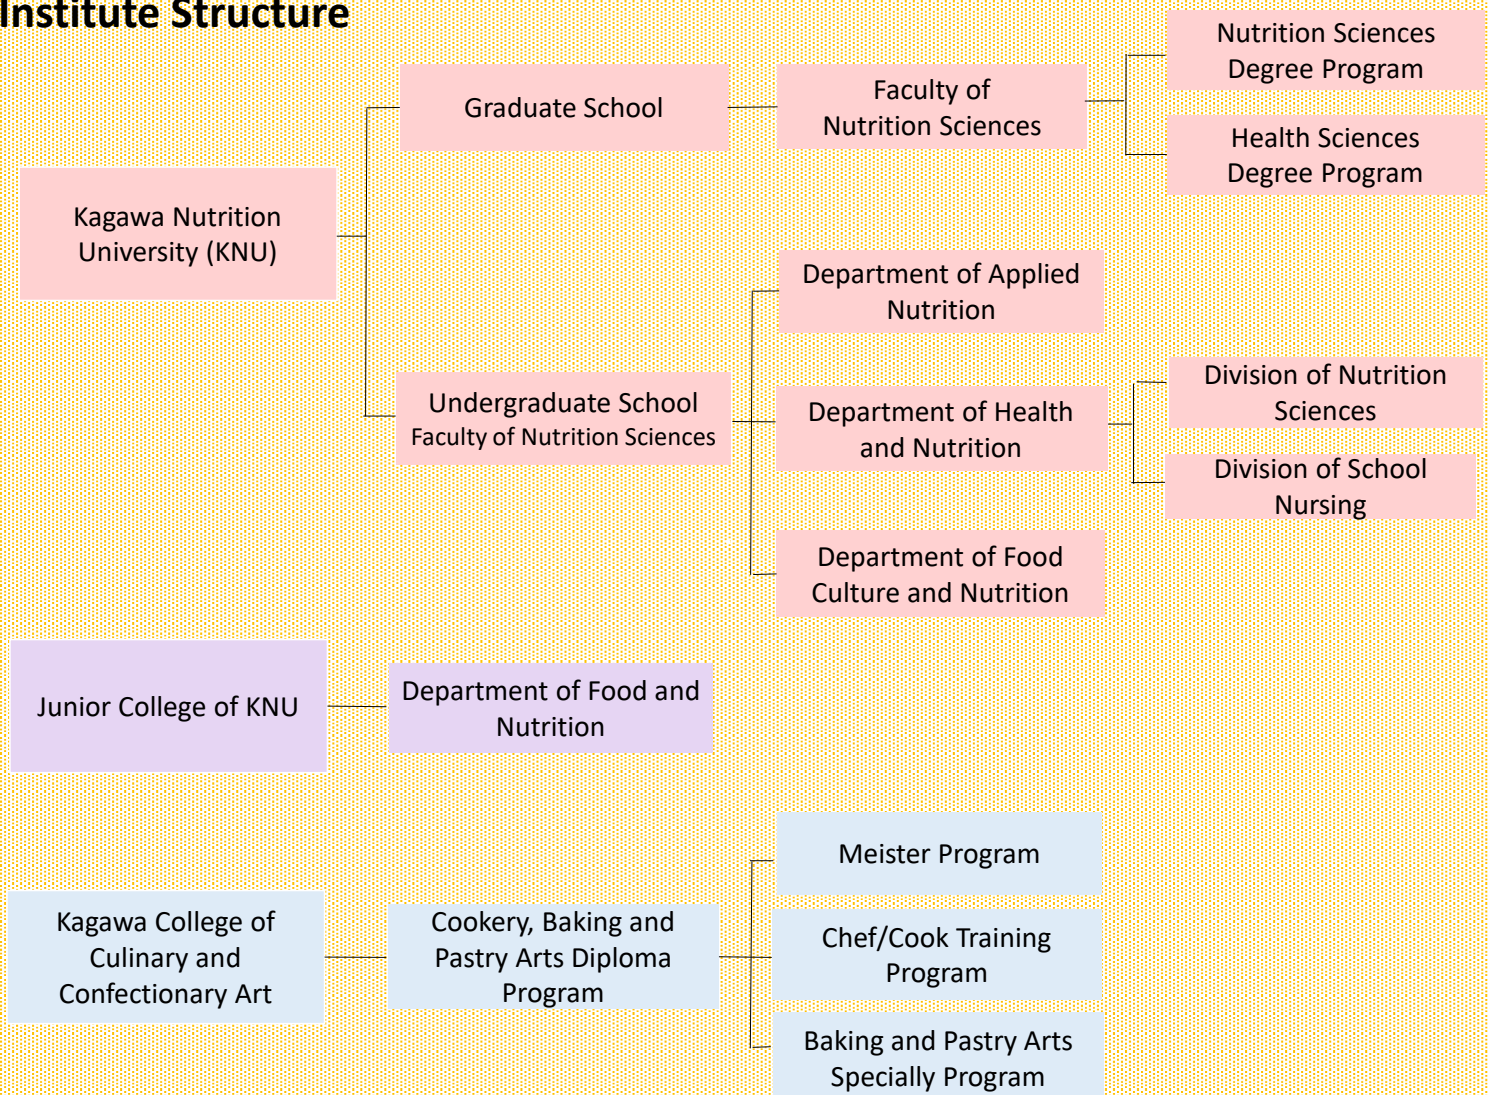 Institute Structure
Kagawa Nutrition
University (KNU)
Graduate School
Faculty of
Nutrition Sciences
Nutrition Sciences
Degree Program
Health Sciences
Degree Program
Undergraduate School
Faculty of Nutrition Sciences
Department of Applied
Nutrition
Department of Health
and Nutrition
Division of Nutrition
Sciences
Division of School
Nursing
Department of Food
Culture and Nutrition
Junior College of KNU
Department of Food and
Nutrition
Kagawa College of
Culinary and
Confectionary Art
Cookery, Baking and
Pastry Arts Diploma
Program
Meister Program
Chef/Cook Training
Program
Baking and Pastry Arts
Specially Program